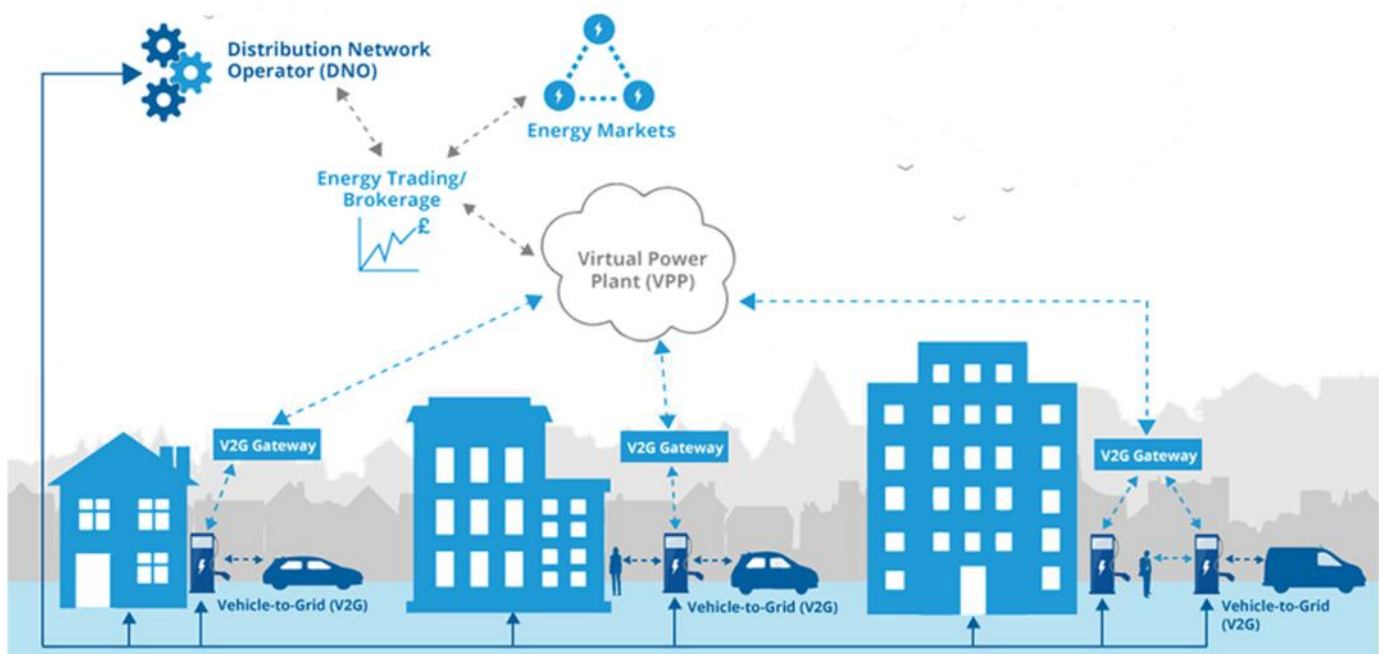 Distribution Network
Operator (DNO)
Energy Markets
Energy Trading/
Brokerage
£
Virtual Power
Plant (VPP)
V2G Gateway
V2G Gateway
V2G Gateway
Vehicle-to-Grid (V2G)
Vehicle-to-Grid (V2G)
Vehicle-to-Grid
(V2G)